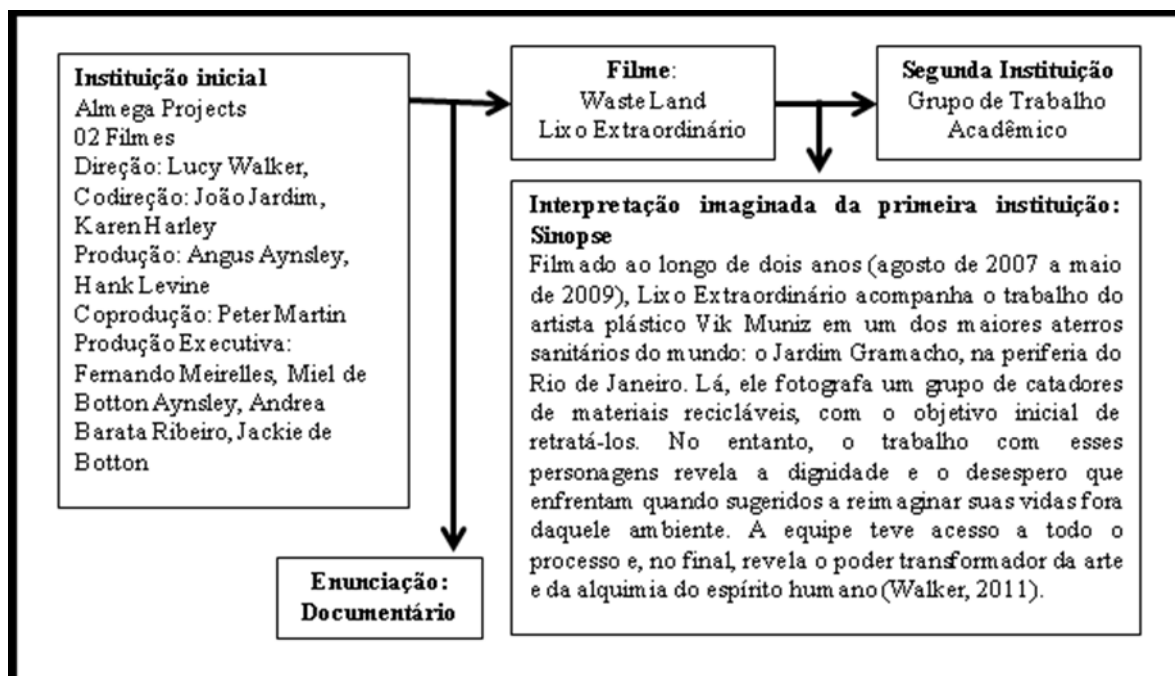 Instituição inicial
Almega Projects
02 Filmes
Direção: Lucy Walker,
Codireção: João Jardim,
Karen Harley
Produção: Angus Aynsley,
Hank Levine
Coprodução: Peter Martin
Produção Executiva:
Fernando Meirelles, Miel de
Botton Aynsley, Andrea
Barata Ribeiro, Jackie de
Botton
Filme:
Waste Land
Lixo Extraordinário
Segunda Instituição
Grupo de Trabalho
Acadêmico
Interpretação imaginada da primeira instituição:
Sinopse
Filmado ao longo de dois anos (agosto de 2007 a maio
de 2009), Lixo Extraordinário acompanha o trabalho do
artista plástico Vik Muniz em um dos maiores aterros
sanitários do mundo: o Jardim Gramacho, na periferia do
Rio de Janeiro. Lá, ele fotografa um grupo de catadores
de materiais recicláveis, com o objetivo inicial de
retratá-los. No entanto, o trabalho com esses
personagens revela a dignidade e o desespero que
enfrentam quando sugeridos a reimaginar suas vidas fora
daquele ambiente. A equipe teve acesso a todo o
processo e, no final, revela o poder transformador da arte
e da alquimia do espírito humano (Walker, 2011).
Enunciação:
Documentário